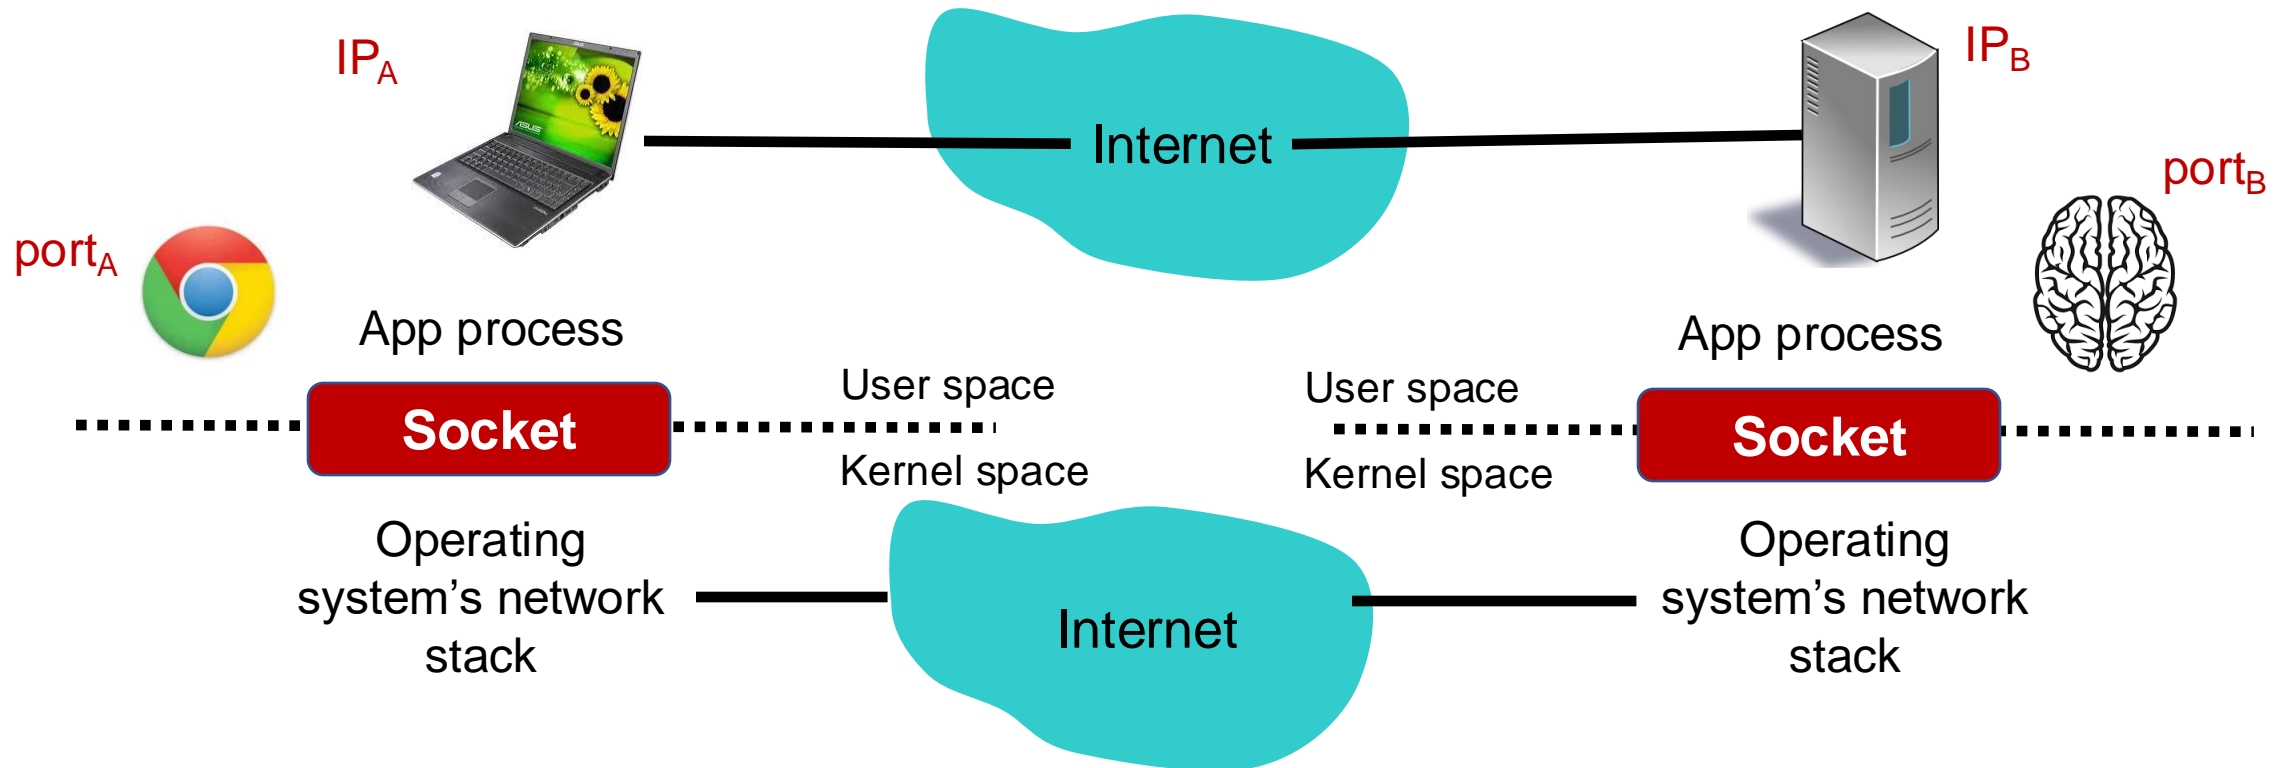 IPA
IPB
Internet
portB
portA
App process
App process
User space
User space
Socket
Socket
Kernel space
Kernel space
Operating
system’s network
stack
Operating
system’s network
stack
Internet
ASUS